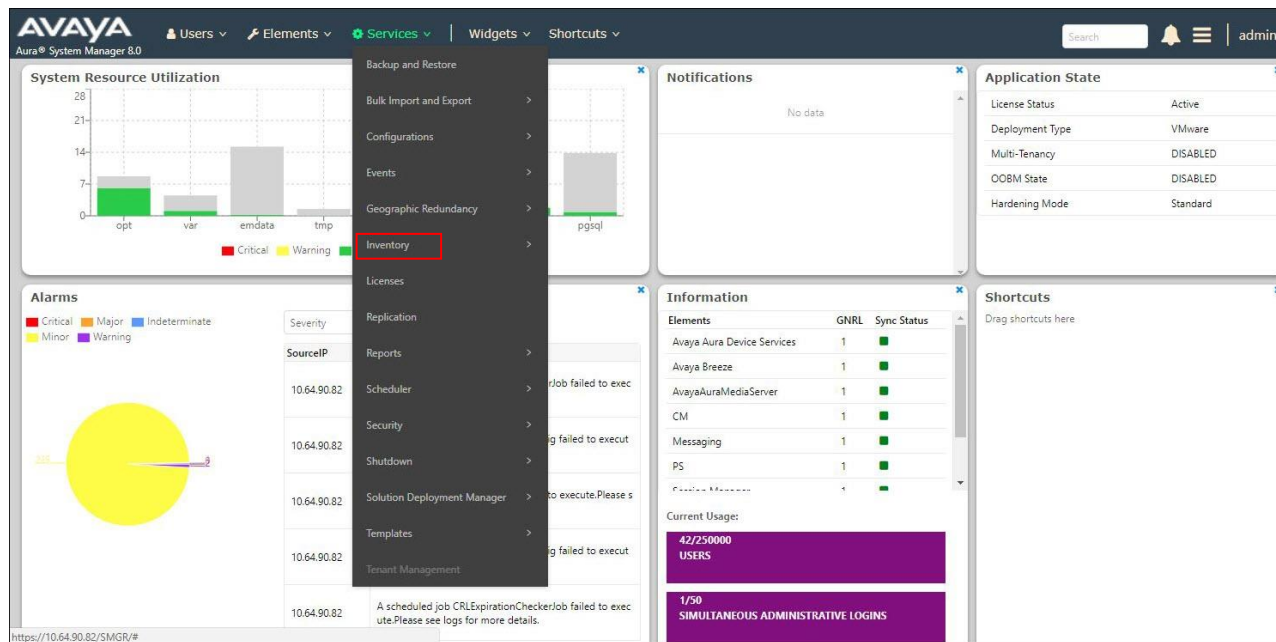 AVAYA
Aura® System Manager 8.0
Users
Elements
Services
Widgets
Shortcuts
Search
admin
System Resource Utilization
28
21
14
7
0
opt
var
emdata
tmp
pgsql
Critical
Warning
Backup and Restore
Bulk Import and Export
Configurations
Events
Geographic Redundancy
Inventory
Licenses
Replication
Reports
Scheduler
Security
Shutdown
Solution Deployment Manager
Templates
Tenant Management
Notifications
No data
Application State
License Status Active
Deployment Type VMware
Multi-Tenancy DISABLED
OOBM State DISABLED
Hardening Mode Standard
Alarms
Critical Major Indeterminate
Minor Warning
Severity
SourceIP
10.64.90.82
rJob failed to exec
10.64.90.82
ig failed to execut
10.64.90.82
to execute.Please s
10.64.90.82
ig failed to execut
10.64.90.82
A scheduled job CRLExpirationCheckerJob failed to exec
ute.Please see logs for more details.
Information
Elements GNRL Sync Status
Avaya Aura Device Services 1
Avaya Breeze 1
AvayaAuraMediaServer 1
CM 1
Messaging 1
PS 1
Session Manager 1
Current Usage:
42/250000
USERS
1/50
SIMULTANEOUS ADMINISTRATIVE LOGINS
Shortcuts
Drag shortcuts here
https://10.64.90.82/SMGR/#